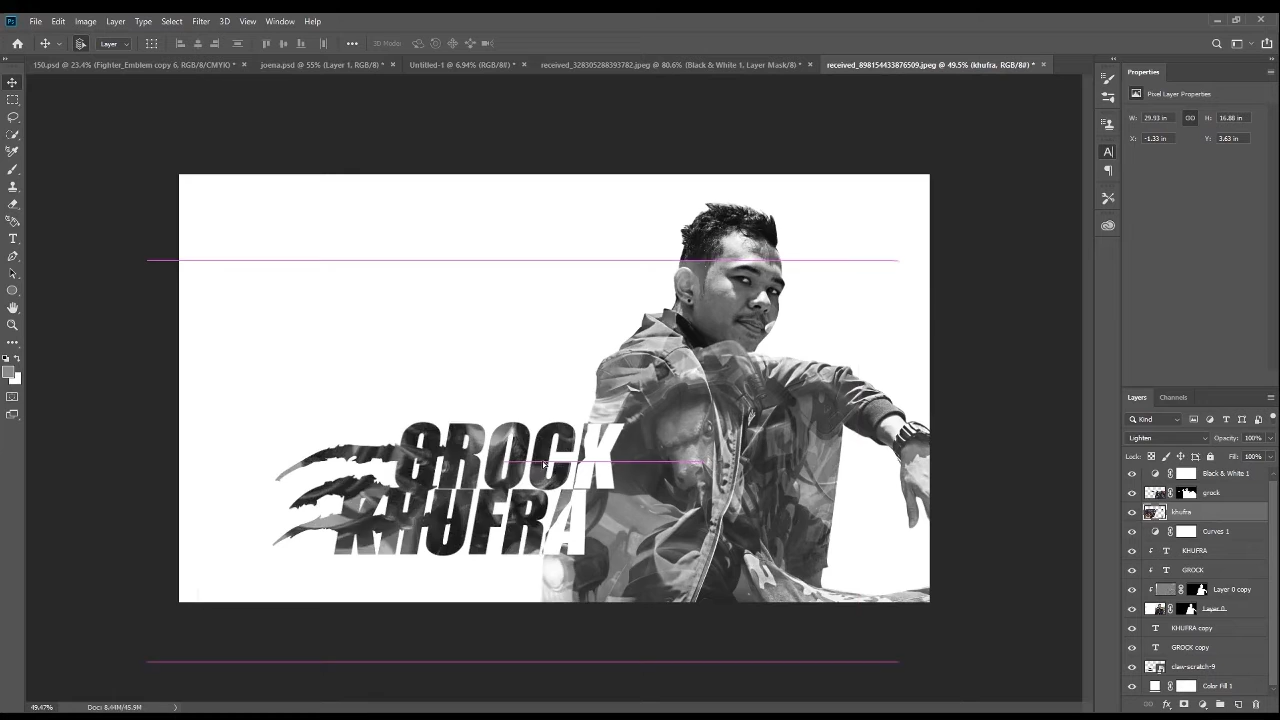 Ps File Edit Image Layer Type Select Filter 3D View Window Help
Layer 3D Mode:
150.psd @ 23.4% (Fighter_Emblem copy 6, RGB/8/CMYK) * × joena.psd @ 55% (Layer 1, RGB/8) * × Untitled-1 @ 6.94% (RGB/8#) * × received_328305288393782.jpeg @ 80.0% (Black & White 1, Layer Mask/8) * × received_898154433876509.jpeg @ 49.5% (khufra, RGB/8#) * ×
Properties
Pixel Layer Properties
W: 29.93 in H: 16.88 in
X: -1.33 in Y: 3.63 in
GROCK
KHUFRA
Layers Channels
Kind
Lighten Opacity: 100%
Lock: Fill: 100%
Black & White 1
grock
khufra
Curves 1
T KHUFRA
T GROCK
Layer 0 copy
Layer 0
T KHUFRA copy
T GROCK copy
claw-scratch-9
Color Fill 1
49.47% Doc: 8.44M/45.9M